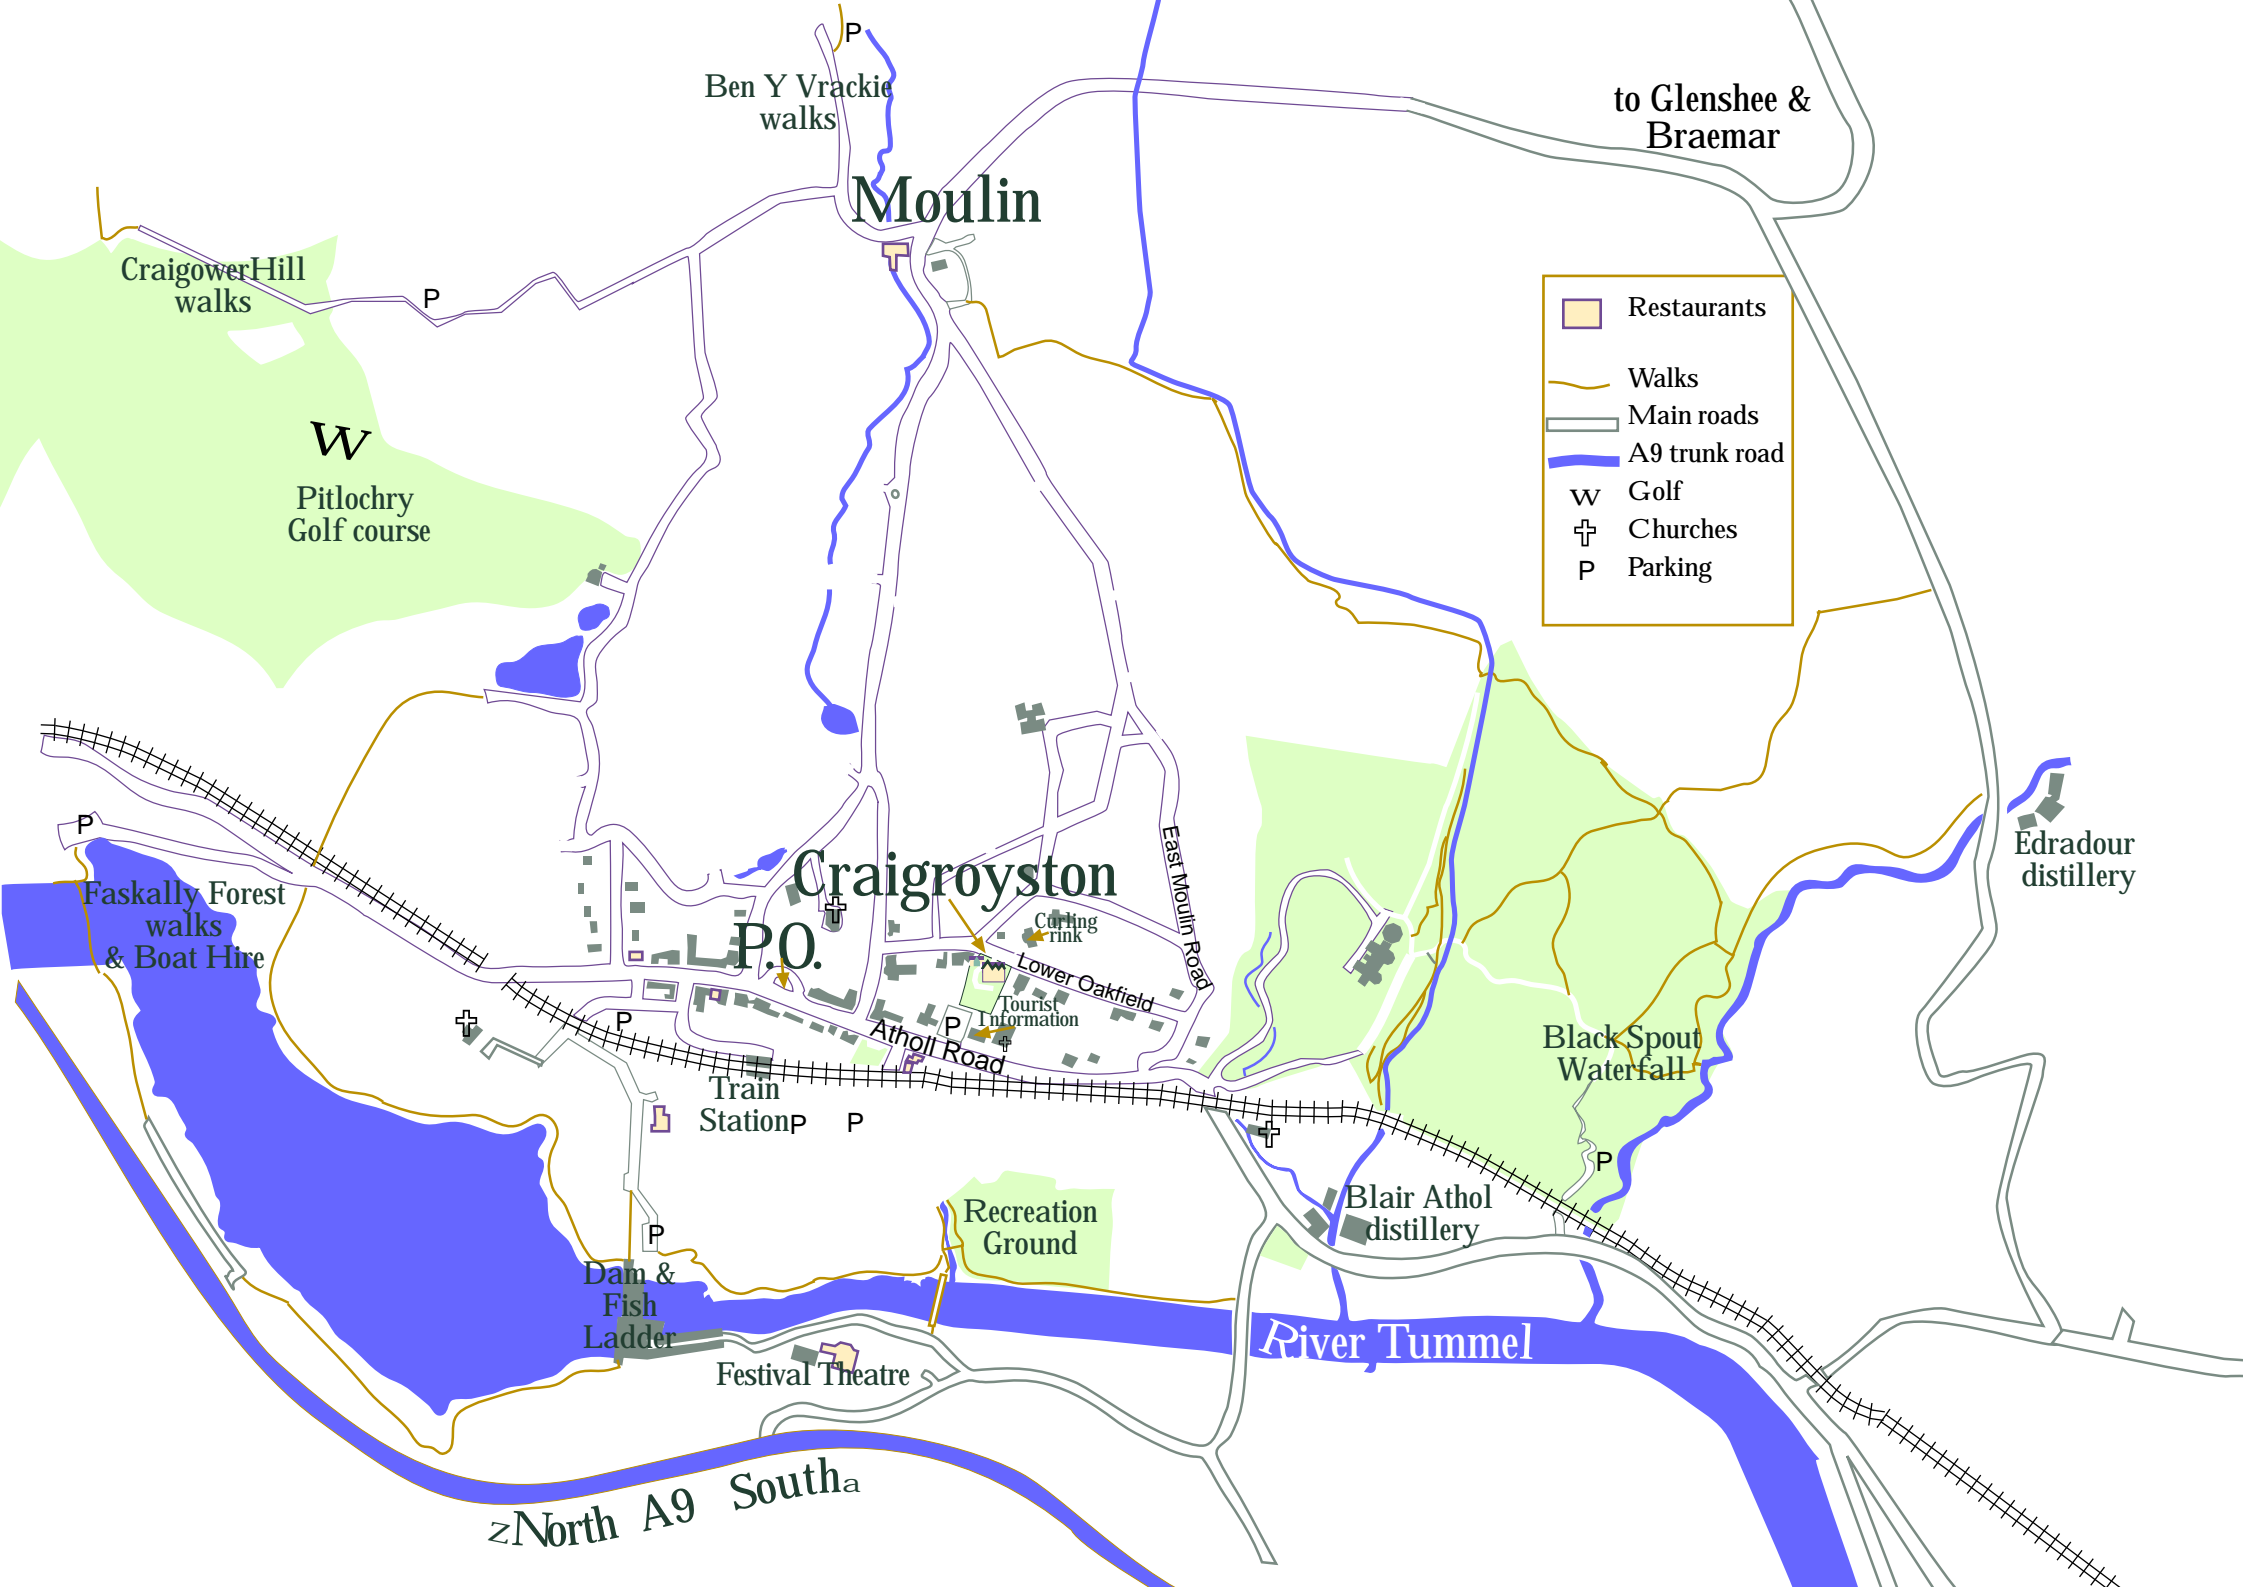 P
Ben Y Vrackie
walks
to Glenshee &
Braemar
Moulin
CraigowerHill
walks
P
Restaurants
Walks
Main roads
A9 trunk road
w Golf
Churches
P Parking
w
Pitlochry
Golf course
P
Faskally Forest
walks
& Boat Hire
Craigroyston
P.O.
Curling
rink
East Moulin Road
Lower Oakfield
Edradour
distillery
Tourist
Information
P
P
Atholl Road
Black Spout
Waterfall
Train
Station
P
P
P
Blair Athol
distillery
Recreation
Ground
P
Dam &
Fish
Ladder
River Tummel
Festival Theatre
zNorth A9 South a